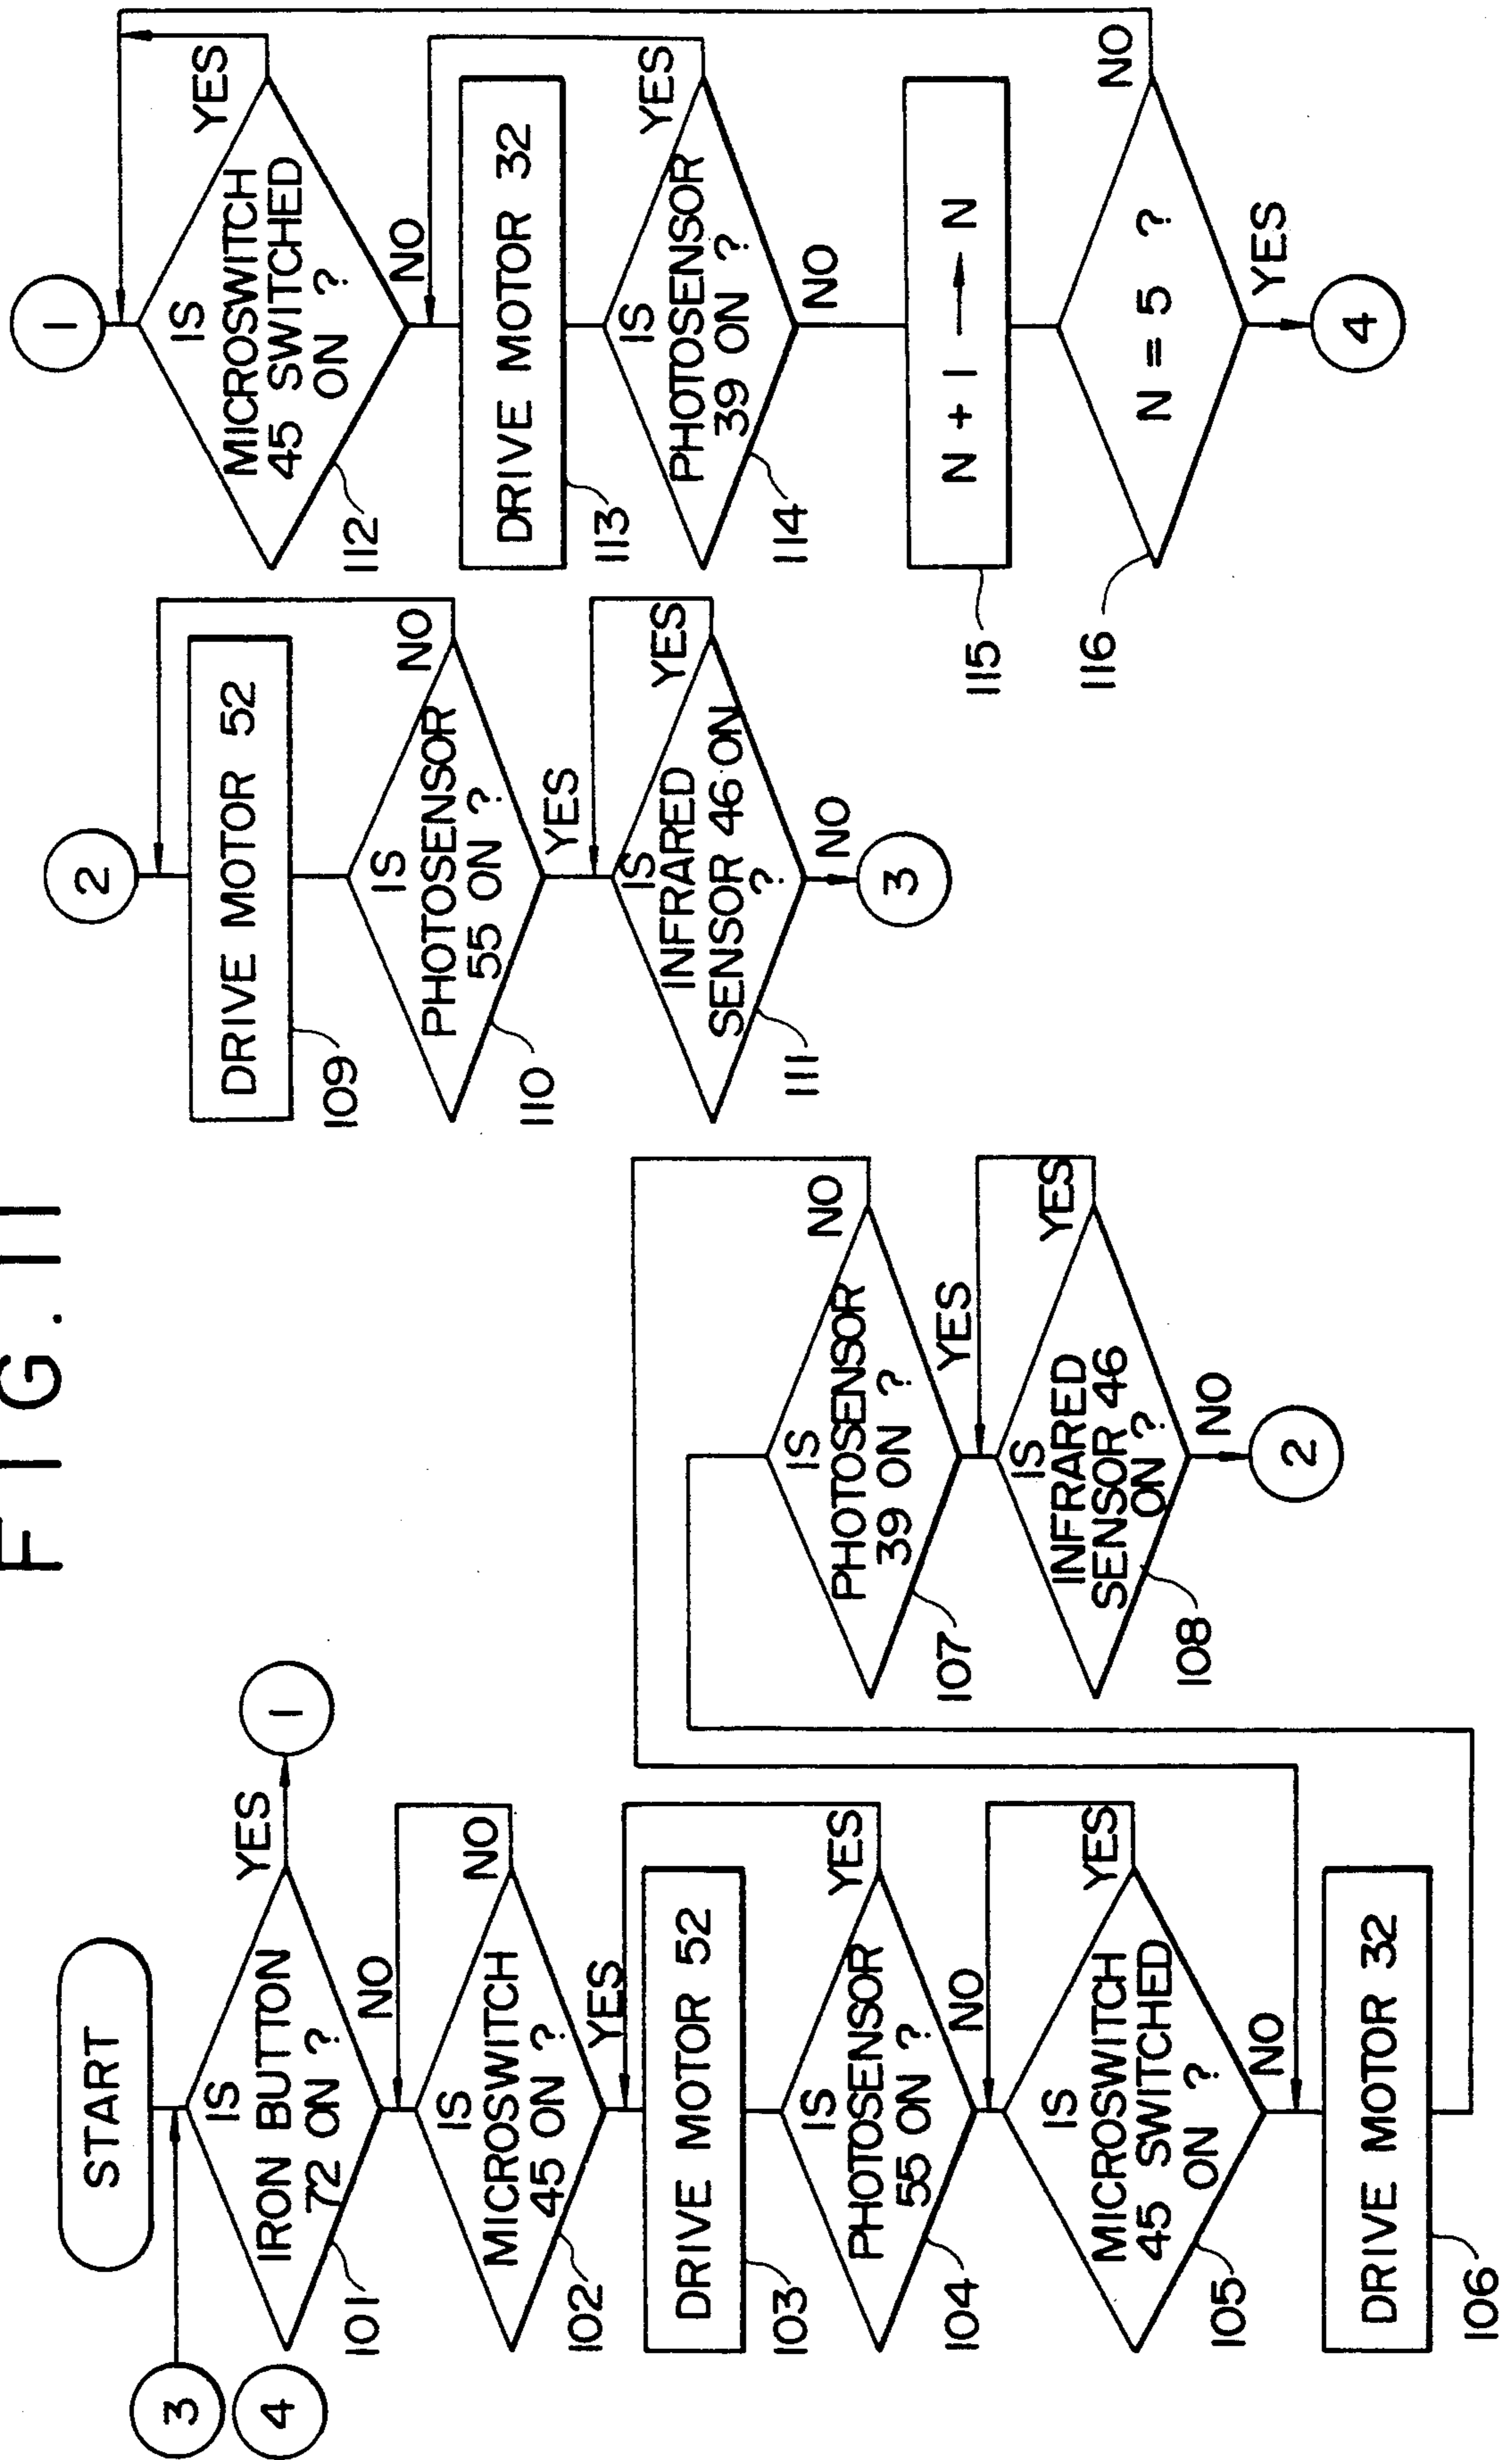 FIG. 11
START
3
4
IS
IRON BUTTON
72 ON ?
YES
1
101
NO
IS
MICROSWITCH
45 ON ?
NO
102
YES
DRIVE MOTOR 52
103
IS
PHOTOSENSOR
55 ON ?
YES
104
NO
IS
MICROSWITCH
45 SWITCHED
ON ?
YES
105
NO
DRIVE MOTOR 32
106
IS
PHOTOSENSOR
39 ON ?
NO
107
YES
IS
INFRARED
SENSOR 46
ON ?
YES
108
NO
2
2
DRIVE MOTOR 52
109
IS
PHOTOSENSOR
55 ON ?
NO
110
YES
IS
INFRARED
SENSOR 46 ON
?
YES
111
NO
3
1
IS
MICROSWITCH
45 SWITCHED
ON ?
YES
112
NO
DRIVE MOTOR 32
113
IS
PHOTOSENSOR
39 ON ?
YES
114
NO
N + 1 → N
115
N = 5 ?
NO
116
YES
4